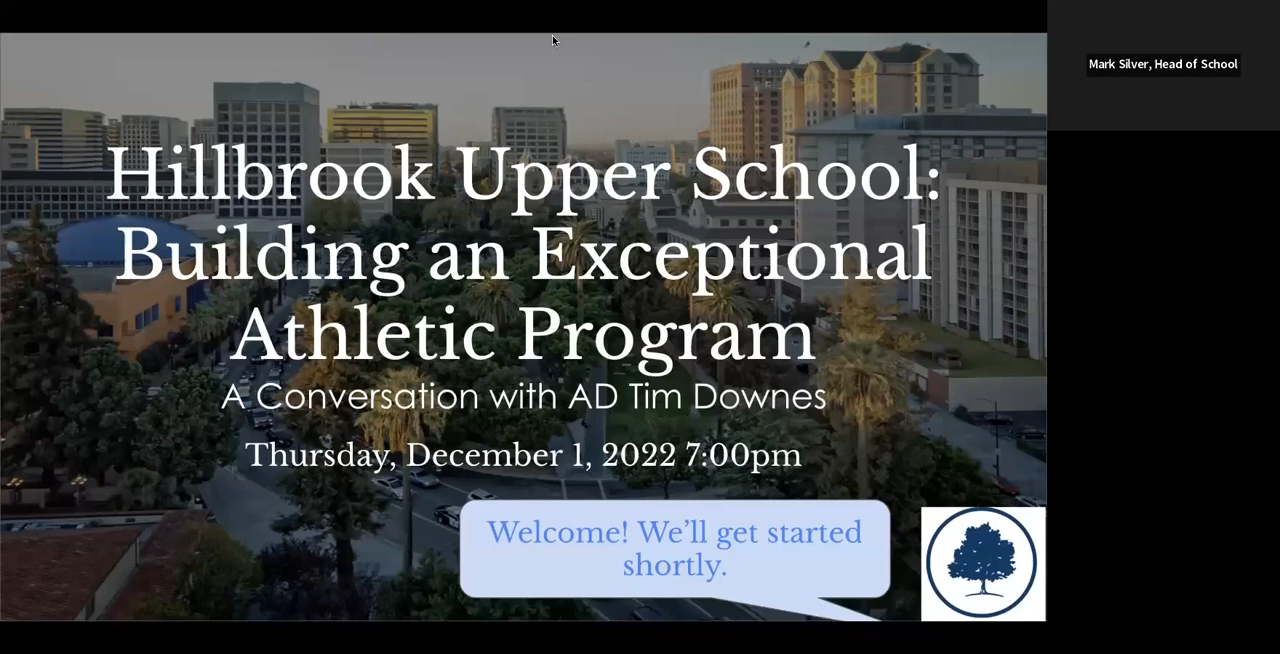 Hillbrook Upper School:
Building an Exceptional
Athletic Program
A Conversation with AD Tim Downes
Thursday, December 1, 2022 7:00pm
Welcome! We’ll get started
shortly.
Mark Silver, Head of School